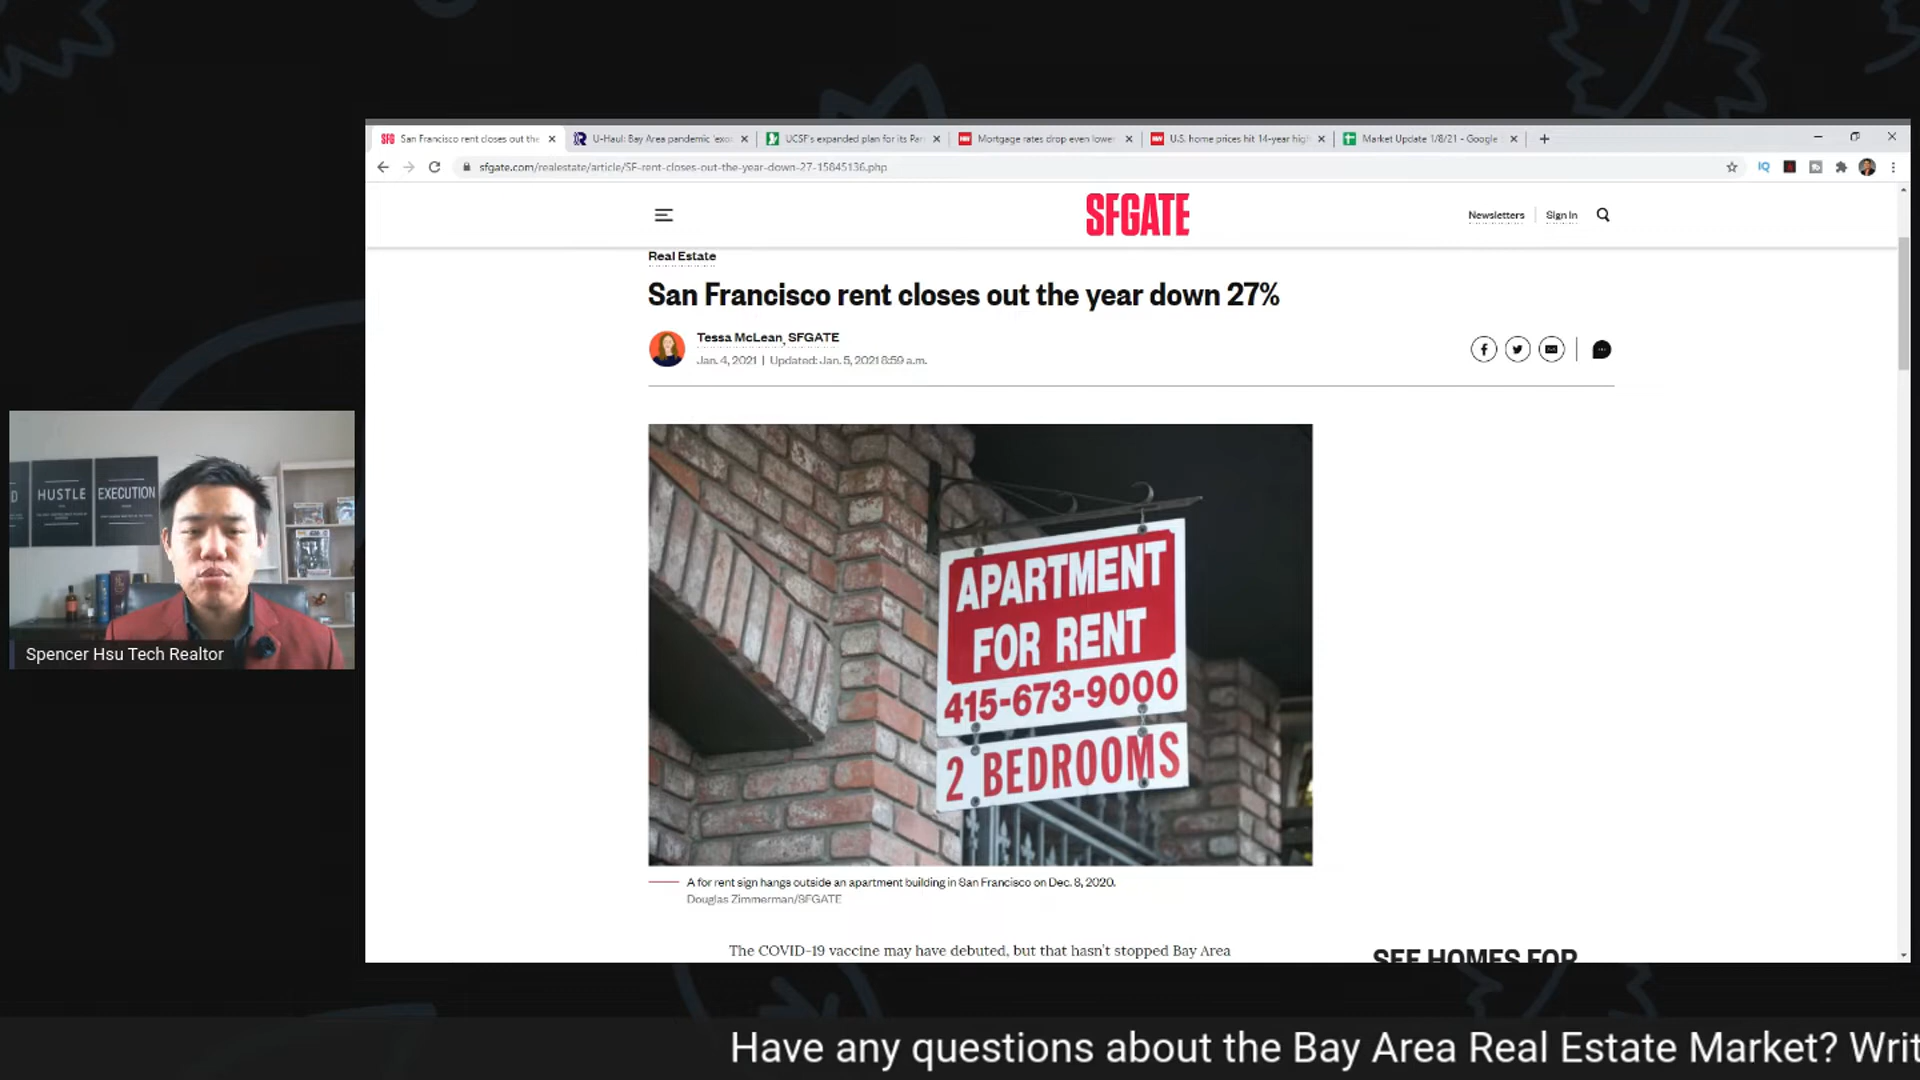 San Francisco rent closes out the
U-Haul: Bay Area pandemic 'exo
UCSF's expanded plan for its Par
Mortgage rates drop even lower
U.S. home prices hit 14-year high
Market Update 1/8/21 - Google
sfgate.com/realestate/article/SF-rent-closes-out-the-year-down-27-15845136.php
SFGATE
Newsletters
Sign In
Real Estate
San Francisco rent closes out the year down 27%
Tessa McLean, SFGATE
Jan. 4, 2021 | Updated: Jan. 5, 2021 8:59 a.m.
APARTMENT
FOR RENT
415-673-9000
2 BEDROOMS
A for rent sign hangs outside an apartment building in San Francisco on Dec. 8, 2020.
Douglas Zimmerman/SFGATE
The COVID-19 vaccine may have debuted, but that hasn't stopped Bay Area
SEE HOMES FOR
D
HUSTLE
EXECUTION
Spencer Hsu Tech Realtor
Have any questions about the Bay Area Real Estate Market? Writ